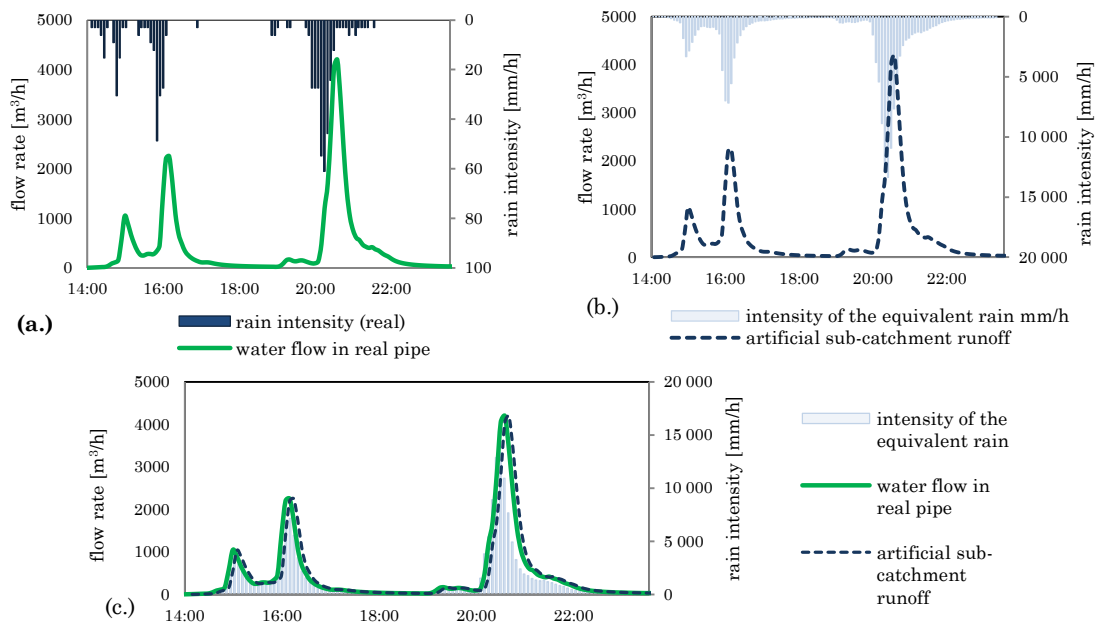 5000
4000
3000
2000
1000
0
flow rate [m³/h]
0
20
40
60
80
100
rain intensity [mm/h]
14:00 16:00 18:00 20:00 22:00
(a.)
rain intensity (real)
water flow in real pipe
5000
4000
3000
2000
1000
0
flow rate [m³/h]
0
5 000
10 000
15 000
20 000
rain intensity [mm/h]
14:00 16:00 18:00 20:00 22:00
(b.)
intensity of the equivalent rain mm/h
artificial sub-catchment runoff
5000
4000
3000
2000
1000
0
flow rate [m³/h]
20 000
15 000
10 000
5 000
0
rain intensity [mm/h]
14:00 16:00 18:00 20:00 22:00
(c.)
intensity of the
equivalent rain
water flow in
real pipe
artificial sub-
catchment
runoff